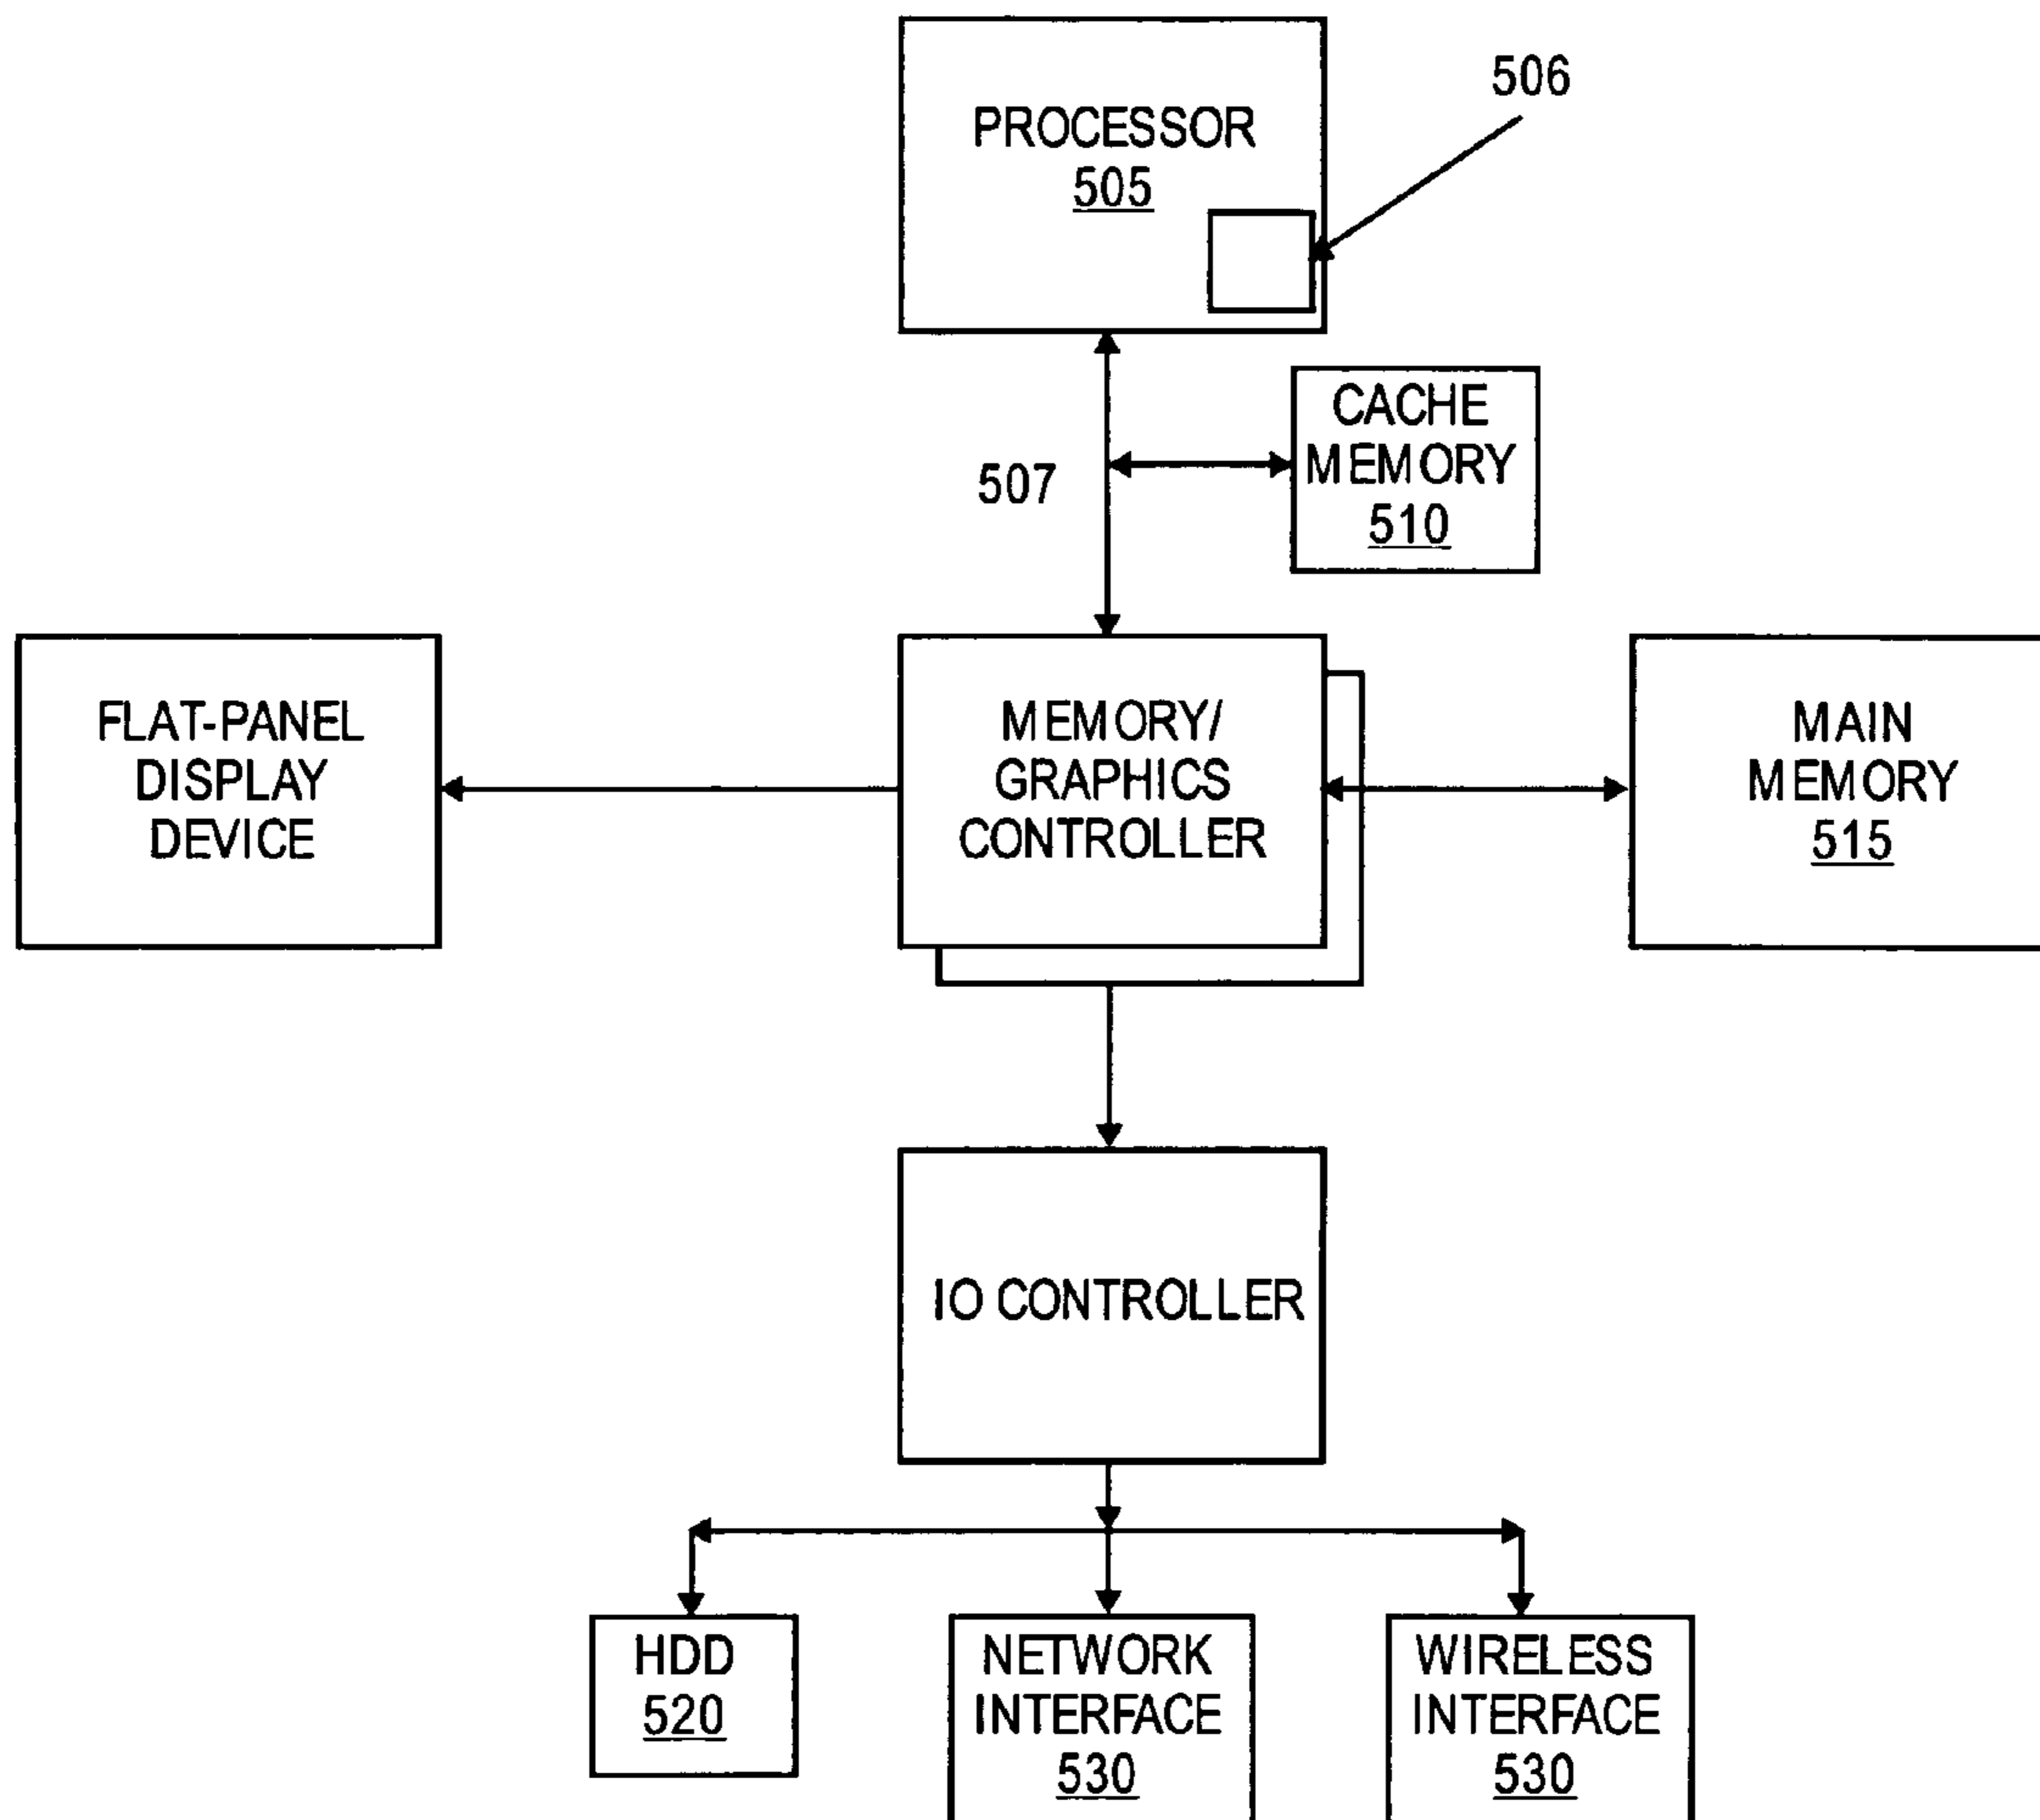 506
PROCESSOR
505
CACHE
MEMORY
510
507
FLAT-PANEL
DISPLAY
DEVICE
MEMORY/
GRAPHICS
CONTROLLER
MAIN
MEMORY
515
IO CONTROLLER
HDD
520
NETWORK
INTERFACE
530
WIRELESS
INTERFACE
530